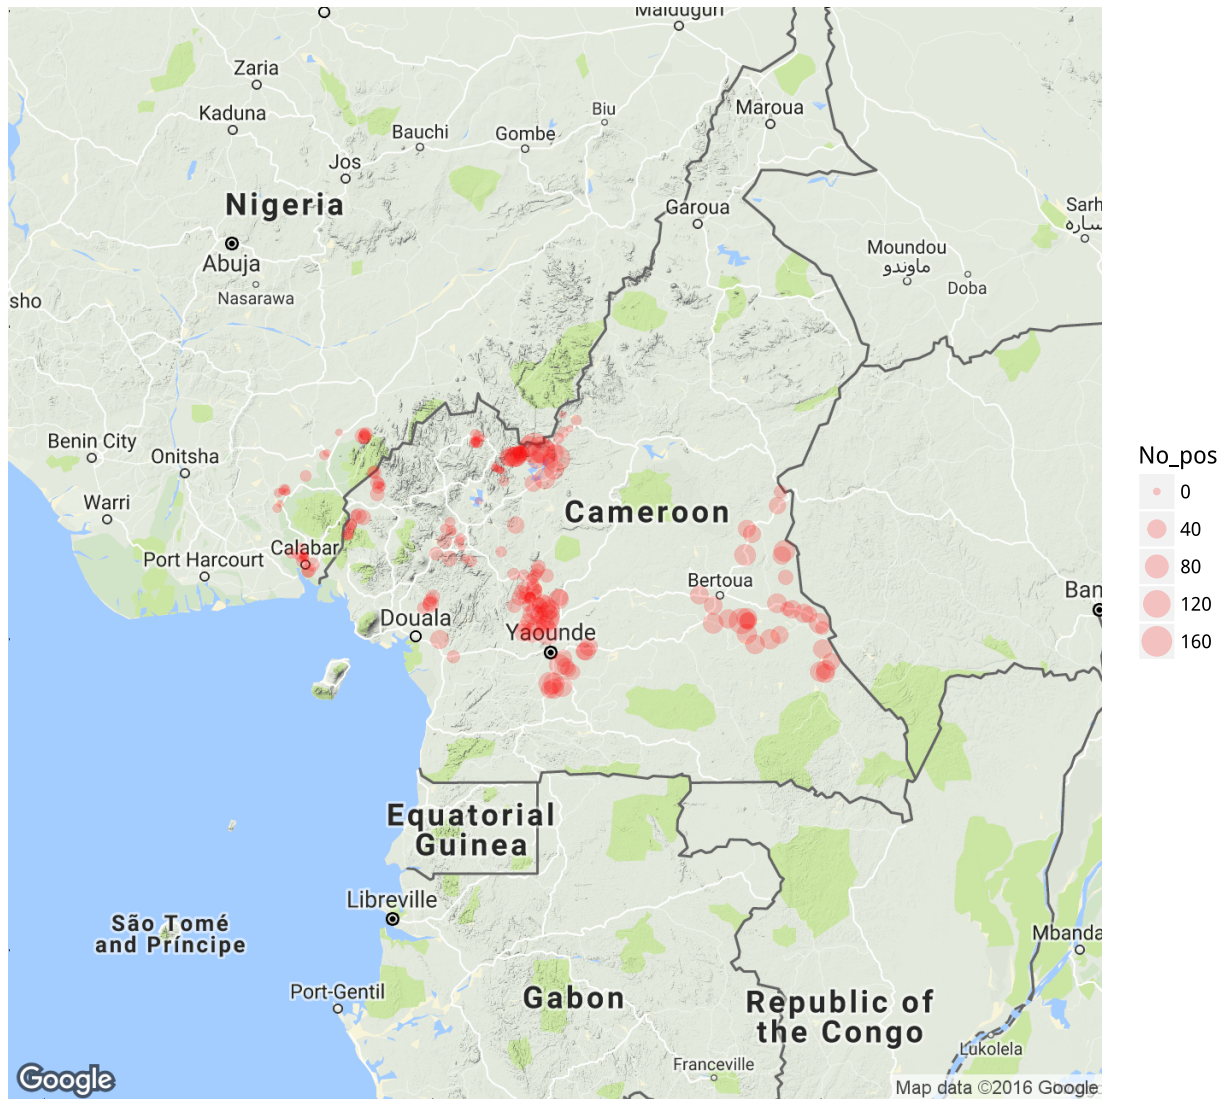 Maiduguri
Zaria
Kaduna
Biu
Maroua
Bauchi
Gombe
Jos
Nigeria
Garoua
Sarh
ساره
Abuja
Moundou
ماوندو
Doba
Nasarawa
sho
Benin City
Onitsha
No_pos
0
Warri
Cameroon
40
Calabar
Port Harcourt
80
Bertoua
Ban
120
Douala
Yaounde
160
Equatorial
Guinea
Libreville
São Tomé
and Príncipe
Mbanda
Port-Gentil
Gabon
Republic of
the Congo
Lukolela
Franceville
Google
Map data ©2016 Google